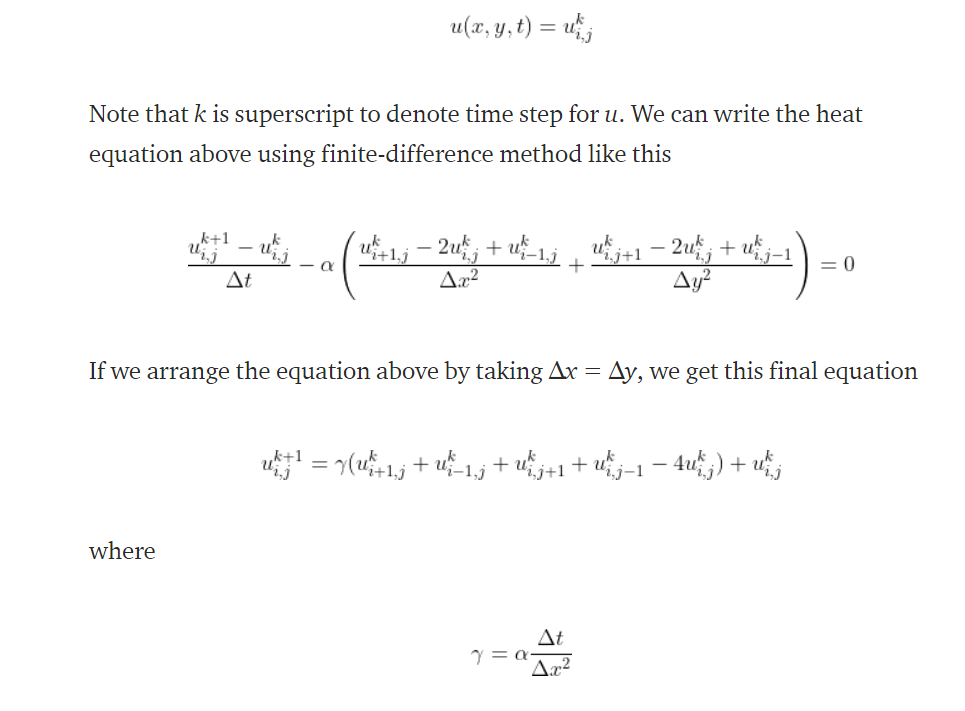 $u(x, y, t) = u_{i,j}^{k}$
Note that k is superscript to denote time step for u. We can write the heat
equation above using finite-difference method like this
$\frac{u_{i,j}^{k+1} - u_{i,j}^{k}}{\Delta t} - \alpha \left( \frac{u_{i+1,j}^{k} - 2u_{i,j}^{k} + u_{i-1,j}^{k}}{\Delta x^2} + \frac{u_{i,j+1}^{k} - 2u_{i,j}^{k} + u_{i,j-1}^{k}}{\Delta y^2} \right) = 0$
If we arrange the equation above by taking Δx = Δy, we get this final equation
$u_{i,j}^{k+1} = \gamma(u_{i+1,j}^{k} + u_{i-1,j}^{k} + u_{i,j+1}^{k} + u_{i,j-1}^{k} - 4u_{i,j}^{k}) + u_{i,j}^{k}$
where
$\gamma = \alpha \frac{\Delta t}{\Delta x^2}$